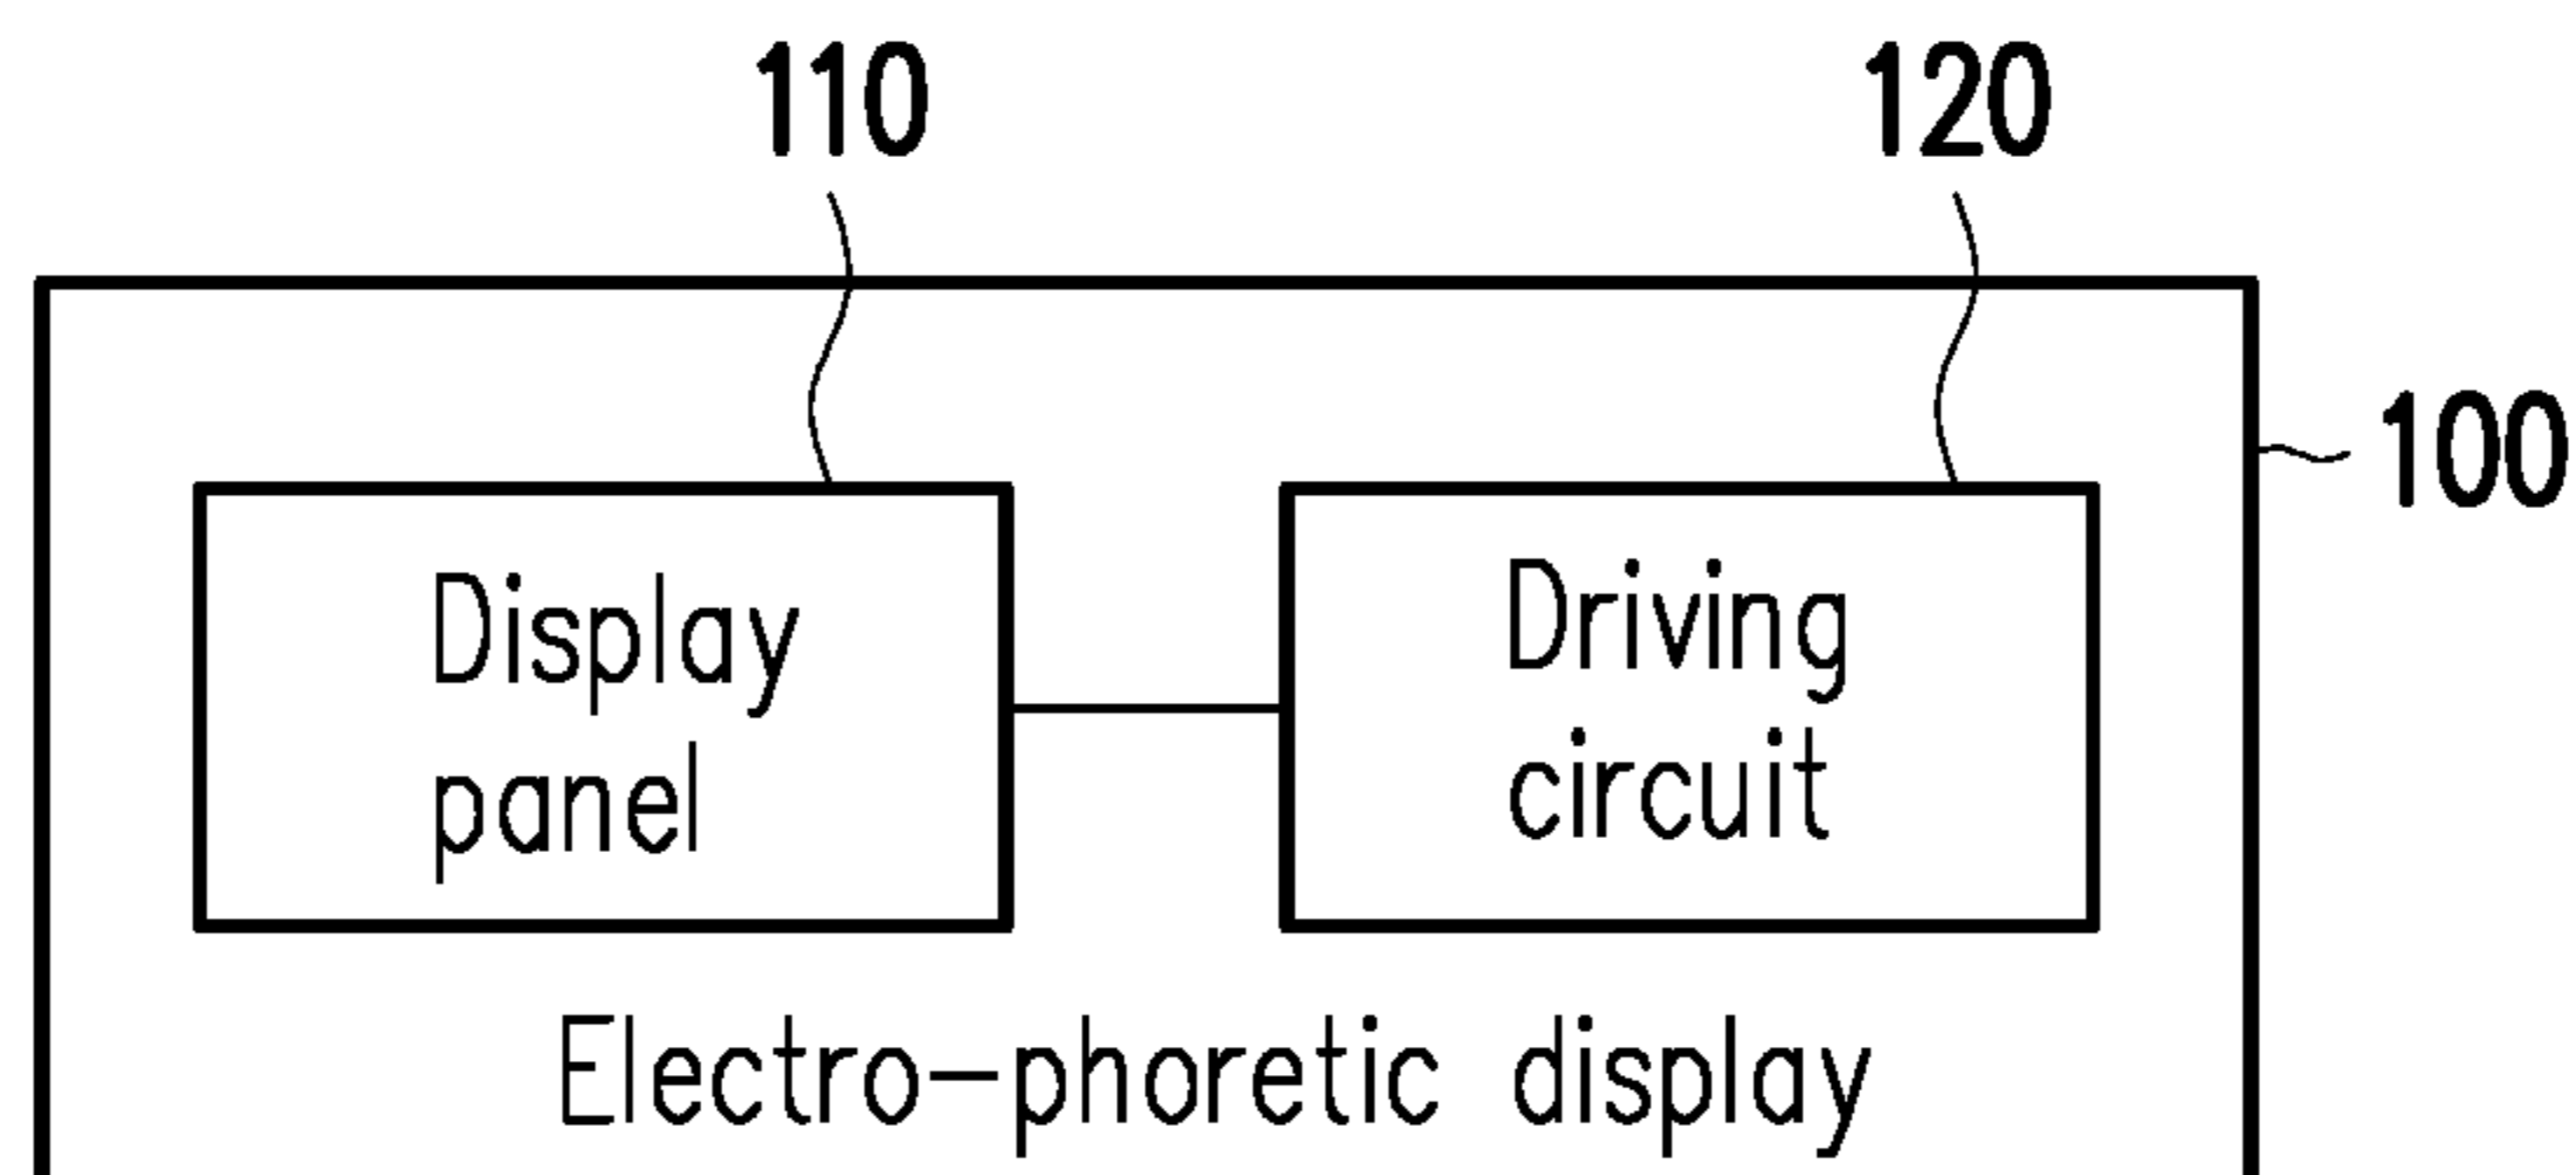 110
120
100
Display
panel
Driving
circuit
Electro-phoretic display